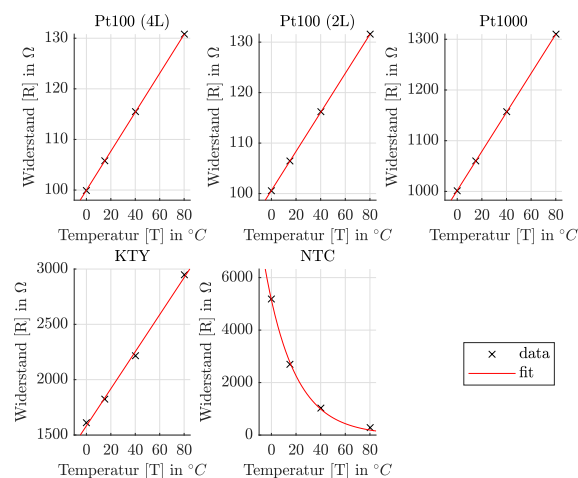 Pt100 (4L)
Pt100 (2L)
Pt1000
Widerstand [R] in Ω
130
120
110
100
0 20 40 60 80
Temperatur [T] in °C
Widerstand [R] in Ω
130
120
110
100
0 20 40 60 80
Temperatur [T] in °C
Widerstand [R] in Ω
1300
1200
1100
1000
0 20 40 60 80
Temperatur [T] in °C
KTY
NTC
Widerstand [R] in Ω
3000
2500
2000
1500
0 20 40 60 80
Temperatur [T] in °C
Widerstand [R] in Ω
6000
4000
2000
0
0 20 40 60 80
Temperatur [T] in °C
data
fit